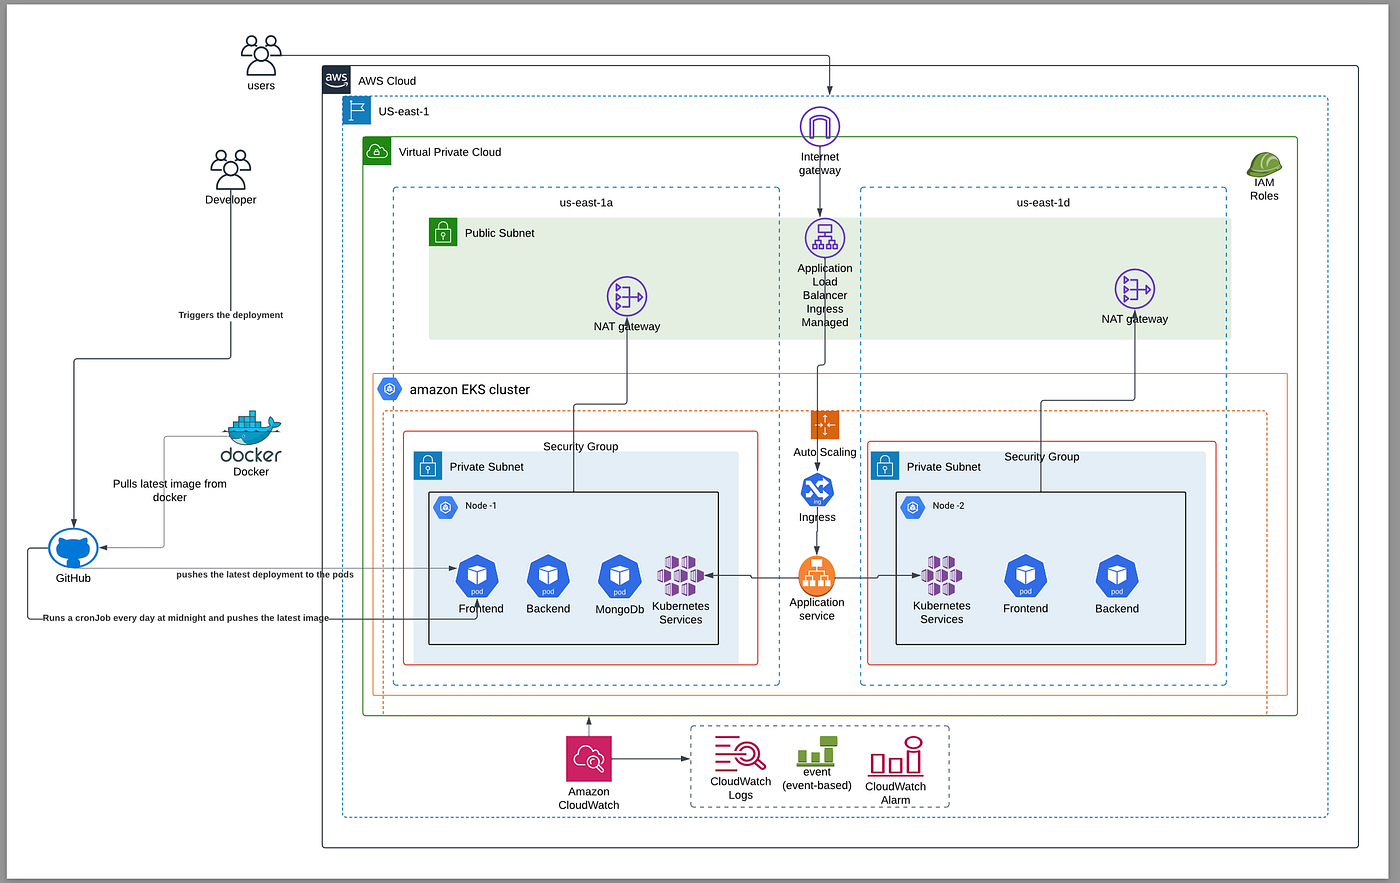 users
aws
AWS Cloud
US-east-1
Internet
gateway
Virtual Private Cloud
IAM
Roles
Developer
us-east-1a
us-east-1d
Public Subnet
Application
Load
Balancer
Ingress
Managed
NAT gateway
NAT gateway
Triggers the deployment
amazon EKS cluster
docker
Docker
Auto Scaling
Security Group
Private Subnet
Security Group
Private Subnet
Pulls latest image from
docker
Node -1
ing
Ingress
Node -2
GitHub
pushes the latest deployment to the pods
pod
Frontend
pod
Backend
pod
MongoDb
Kubernetes
Services
Application
service
Kubernetes
Services
pod
Frontend
pod
Backend
Runs a cronJob every day at midnight and pushes the latest image
Amazon
CloudWatch
CloudWatch
Logs
event
(event-based)
CloudWatch
Alarm